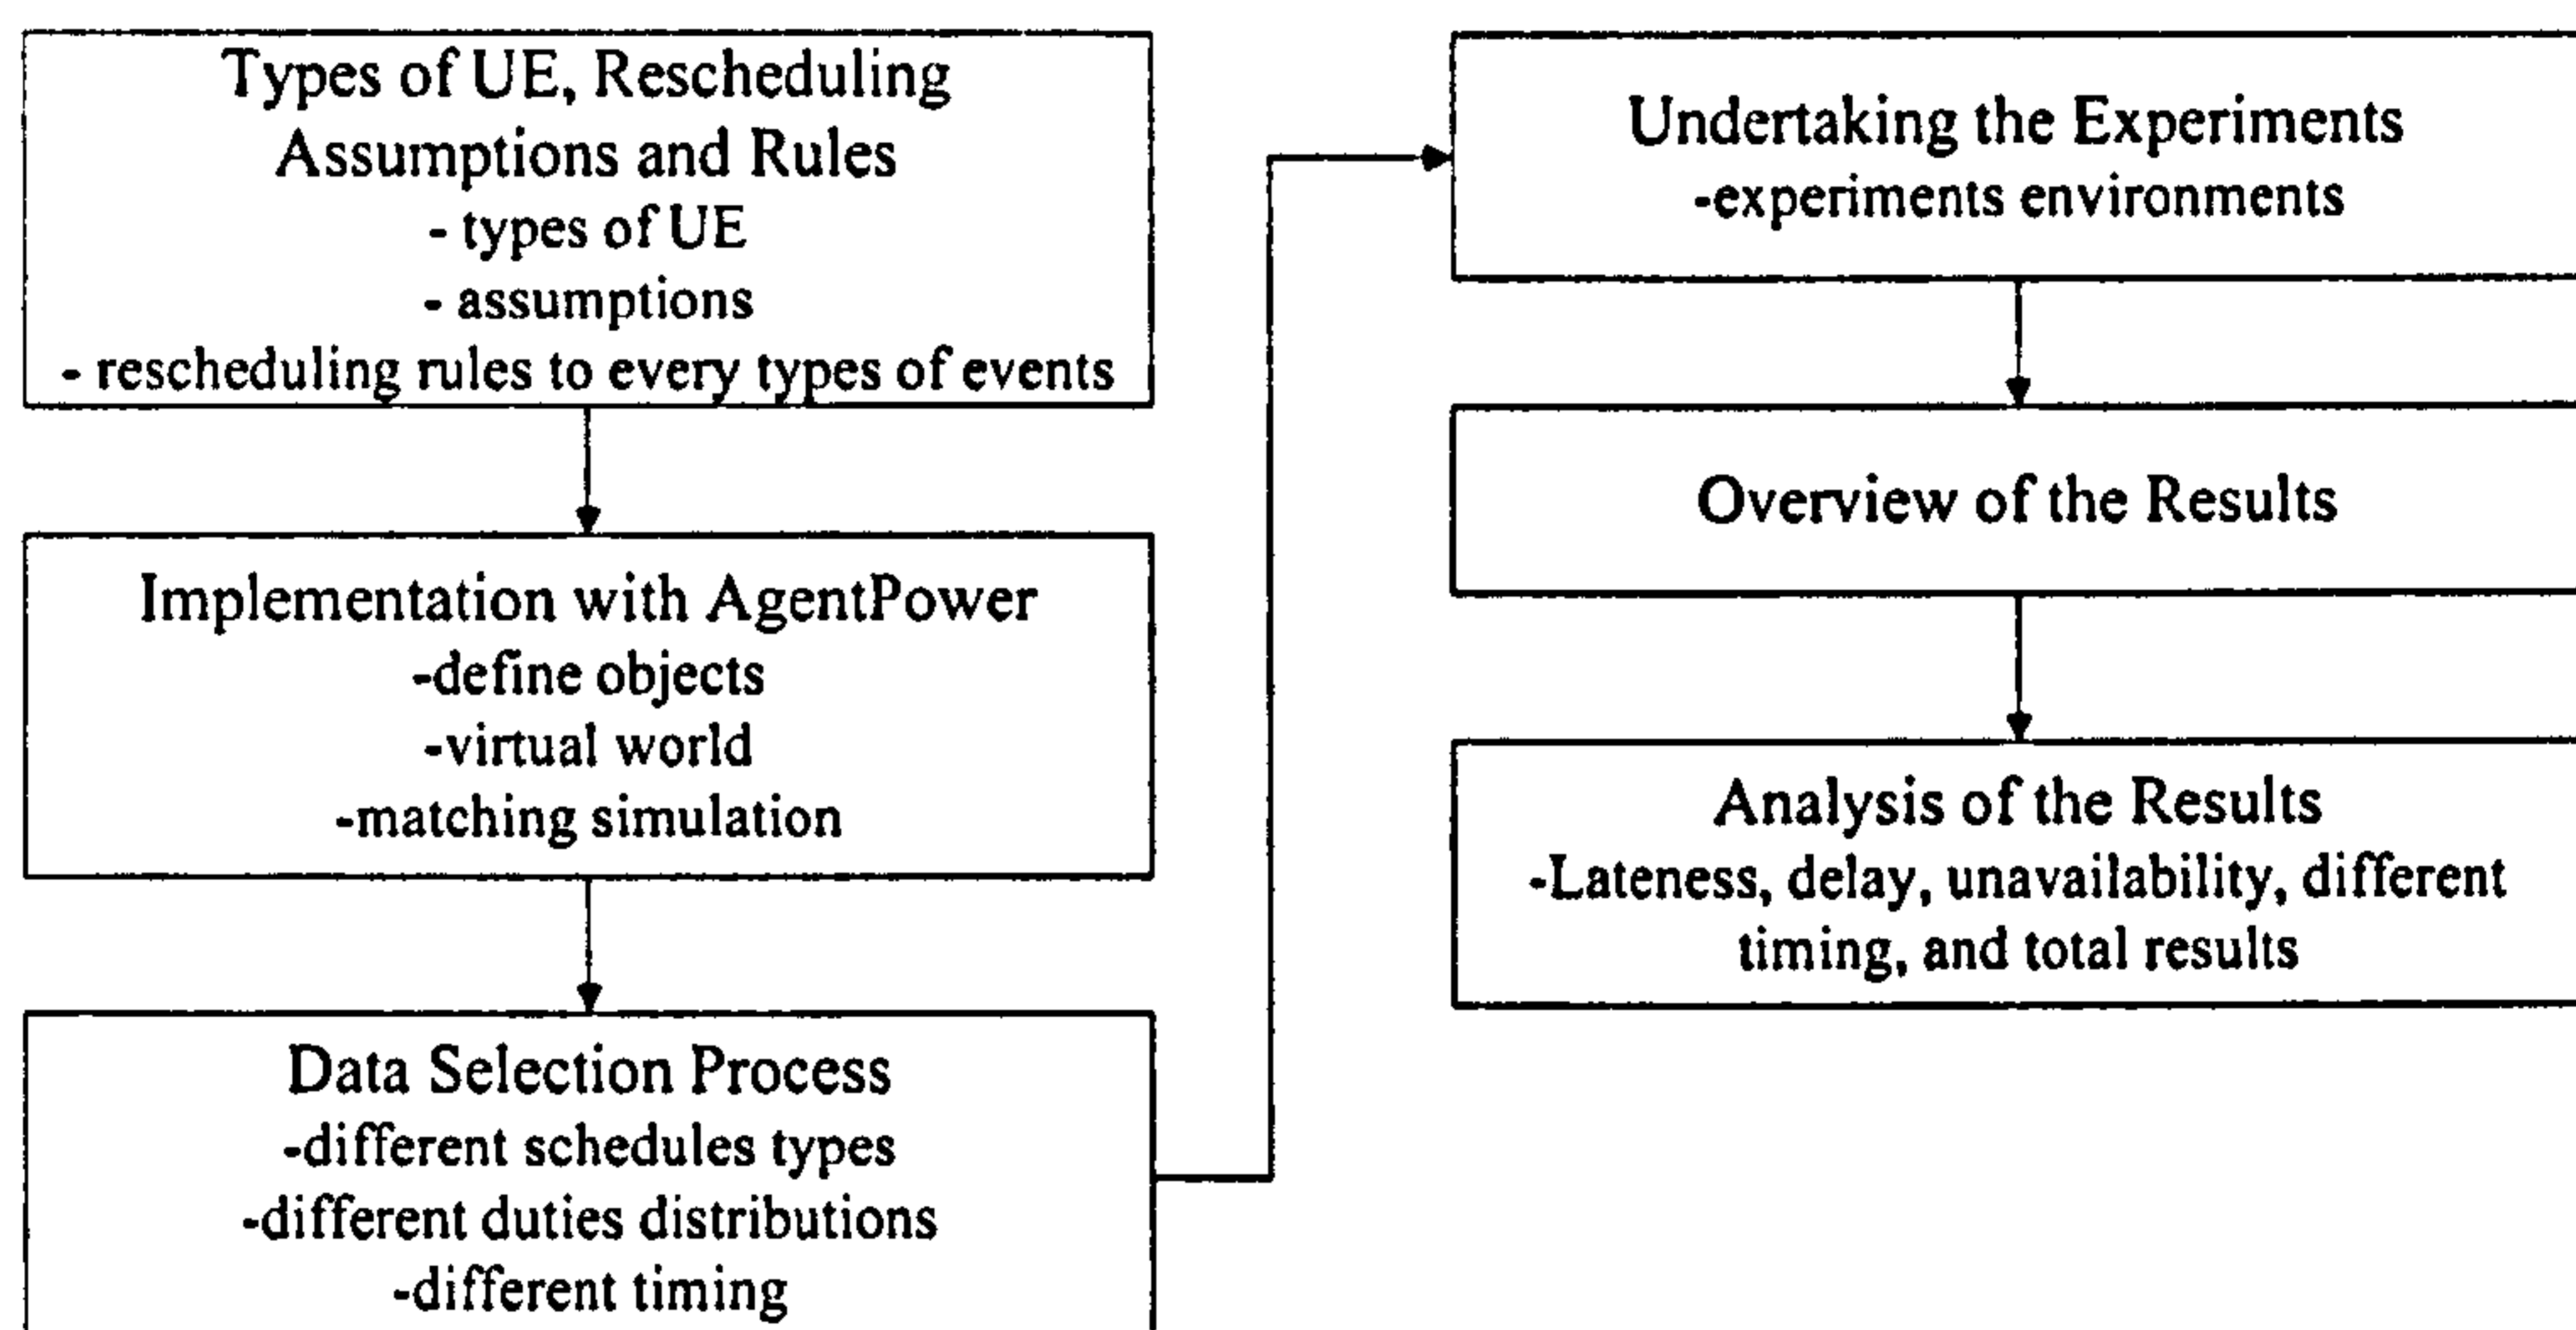 Types of UE, Rescheduling
Assumptions and Rules
- types of UE
- assumptions
- rescheduling rules to every types of events
Implementation with AgentPower
-define objects
-virtual world
-matching simulation
Data Selection Process
-different schedules types
-different duties distributions
-different timing
Undertaking the Experiments
-experiments environments
Overview of the Results
Analysis of the Results
-Lateness, delay, unavailability, different
timing, and total results